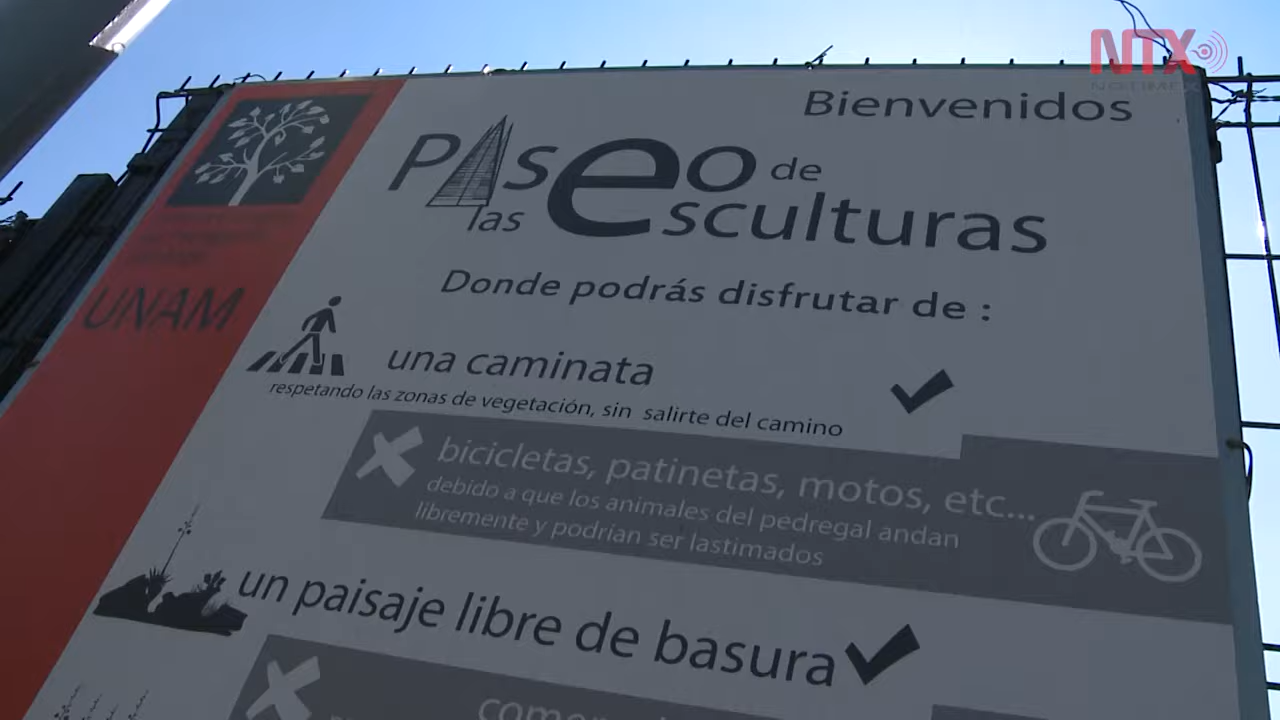 NTX
Bienvenidos
Paseo de
las esculturas
Donde podrás disfrutar de :
UNAM
una caminata
respetando las zonas de vegetación, sin salirte del camino
bicicletas, patinetas, motos, etc...
debido a que los animales del pedregal andan
libremente y podrían ser lastimados
un paisaje libre de basura